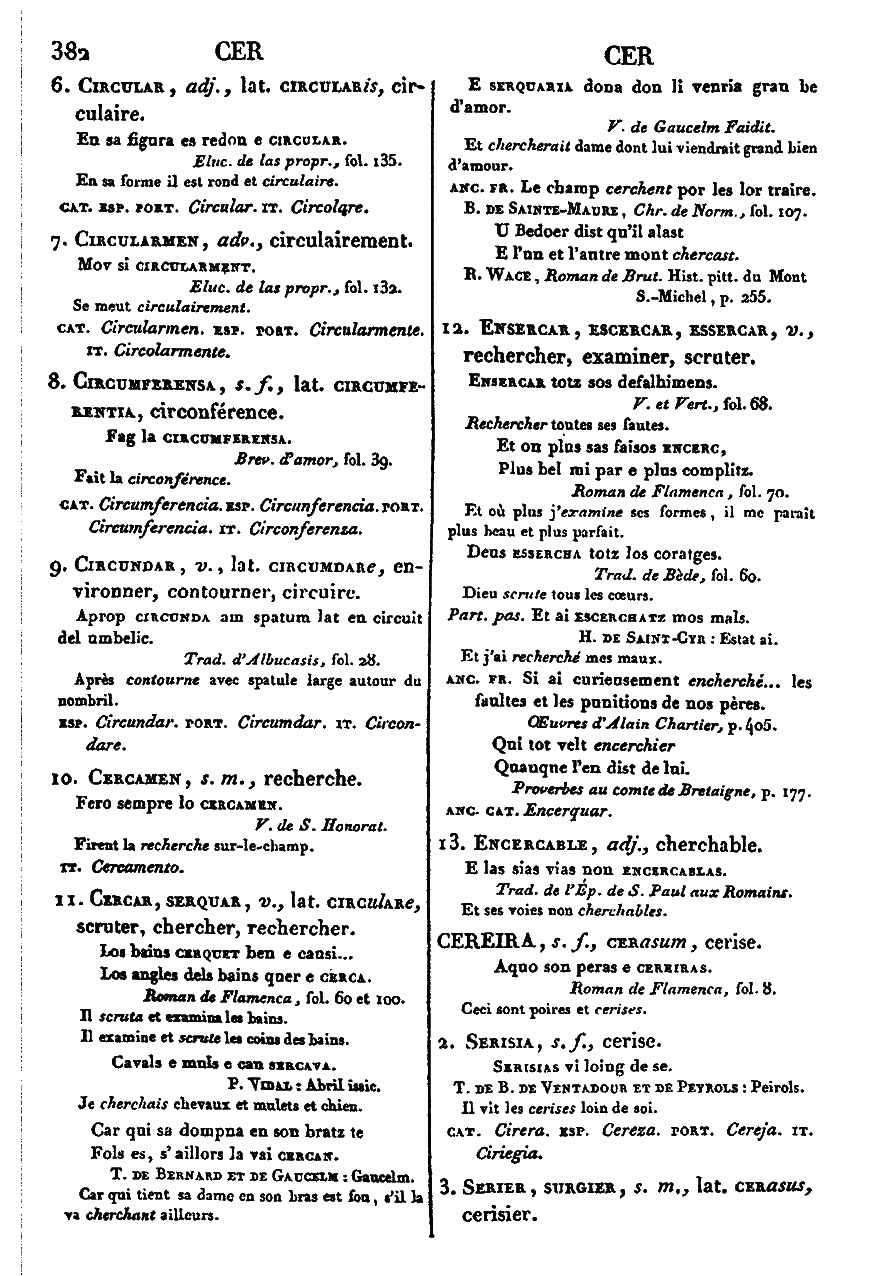 382 CER
CER
6. CIRCULAR, adj., lat. CIRCULARis, cir-
culaire.
En sa figura es redon e CIRCULAR.
Eluc. de las propr., fol. 135.
En sa forme il est rond et circulaire.
CAT. ESP. PORT. Circular. IT. Circolare.
7. CIRCULARMEN, adv., circulairement.
Mov si CIRCULARMENT.
Eluc. de las propr., fol. 132.
Se meut circulairement.
CAT. Circularmen. ESP. PORT. Circularmente.
IT. Circolarmente.
8. CIRCUMFERENSA, s. f., lat. CIRCUMFE-
RENTIA, circonférence.
Fag la CIRCUMFERENSA.
Brev. d'amor, fol. 39.
Fait la circonférence.
CAT. Circumferencia. ESP. Circunferencia. PORT.
Circumferencia. IT. Circonferenza.
9. CIRCUNDAR, v., lat. CIRCUMDARe, en-
vironner, contourner, circuire.
Aprop CIRCUNDA am spatum lat en circuit
del umbelic.
Trad. d'Albucasis, fol. 28.
Après contourne avec spatule large autour du
nombril.
ESP. Circundar. PORT. Circumdar. IT. Circon-
dare.
10. CERCAMEN, s. m., recherche.
Fero sempre lo CERCAMEN.
V. de S. Honorat.
Firent la recherche sur-le-champ.
IT. Cercamento.
11. CERCAR, SERQUAR, v., lat. CIRCulARe,
scruter, chercher, rechercher.
Los bains CERQUET ben e causi...
Los angles dels bains quer e CERCA.
Roman de Flamenca, fol. 60 et 100.
Il scruta et examina les bains.
Il examine et scrute les coins des bains.
Cavals e muls e can SERCAVA.
P. VIDAL : Abril issic.
Je cherchais chevaux et mulets et chien.
Car qui sa dompna en son bratz te
Fols es, s'aillors la vai CERCAN.
T. DE BERNARD ET DE GAUCELM : Gaucelm.
Car qui tient sa dame en son bras est fou, s'il la
va cherchant ailleurs.
E SERQUARIA dona don li venria gran be
d'amor.
V. de Gaucelm Faidit.
Et chercherait dame dont lui viendrait grand bien
d'amour.
ANC. FR. Le champ cerchent por les lor traire.
B. DE SAINTE-MAURE, Chr. de Norm., fol. 107.
U Bedoer dist qu'il alast
E l'un et l'autre mont chercast.
R. WACE, Roman de Brut. Hist. pitt. du Mont
S.-Michel, p. 255.
12. ENSERCAR, ESCERCAR, ESSERCAR, v.,
rechercher, examiner, scruter.
ENSERCAR totz sos defalhimens.
V. et Vert., fol. 68.
Rechercher toutes ses fautes.
Et on plus sas faisos ENCERC,
Plus bel mi par e plus complitz.
Roman de Flamenca, fol. 70.
Et où plus j'examine ses formes, il me parait
plus beau et plus parfait.
Deus ESSERCHA totz los coratges.
Trad. de Bède, fol. 60.
Dieu scrute tous les cœurs.
Part. pas. Et ai ESCERCHATZ mos mals.
H. DE SAINT-CYR : Estat ai.
Et j'ai recherché mes maux.
ANC. FR. Si ai curieusement encherché... les
faultes et les punitions de nos pères.
Œuvres d'Alain Chartier, p. 405.
Qui tot velt encerchier
Quauque l'en dist de lui.
Proverbes au comte de Bretaigne, p. 177.
ANC. CAT. Encerquar.
13. ENCERCABLE, adj., cherchable.
E las sias vias non ENCERCABLAS.
Trad. de l'Ép. de S. Paul aux Romains.
Et ses voies non cherchables.
CEREIRA, s. f., CERasum, cerise.
Aquo son peras e CEREIRAS.
Roman de Flamenca, fol. 8.
Ceci sont poires et cerises.
2. SERISIA, s. f., cerise.
SERISIAS vi loing de se.
T. DE B. DE VENTADOUR ET DE PEYROLS : Peirols.
Il vit les cerises loin de soi.
CAT. Cirera. ESP. Cereza. PORT. Cereja. IT.
Ciriegia.
3. SERIER, SURGIER, s. m., lat. CERasus,
cerisier.